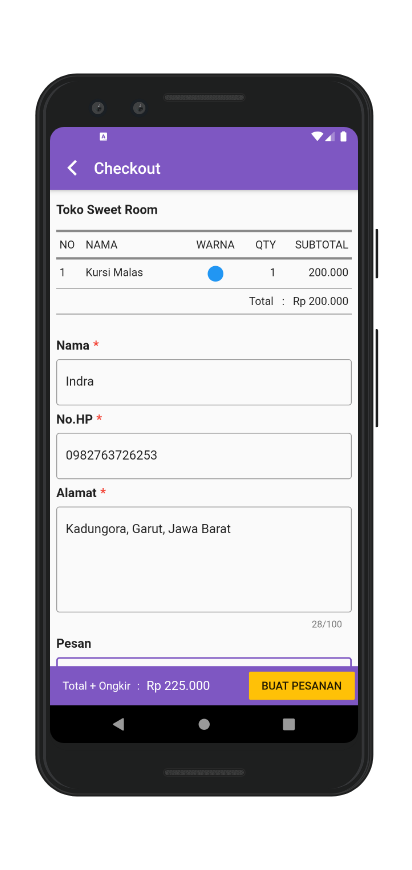 A
Checkout
Toko Sweet Room
NO NAMA WARNA QTY SUBTOTAL
1 Kursi Malas 1 200.000
Total : Rp 200.000
Nama *
Indra
No.HP *
0982763726253
Alamat *
Kadungora, Garut, Jawa Barat
28/100
Pesan
Total + Ongkir : Rp 225.000 BUAT PESANAN